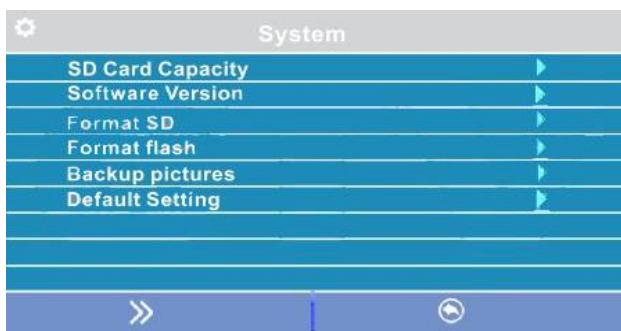 System
SD Card Capacity
Software Version
Format SD
Format flash
Backup pictures
Default Setting